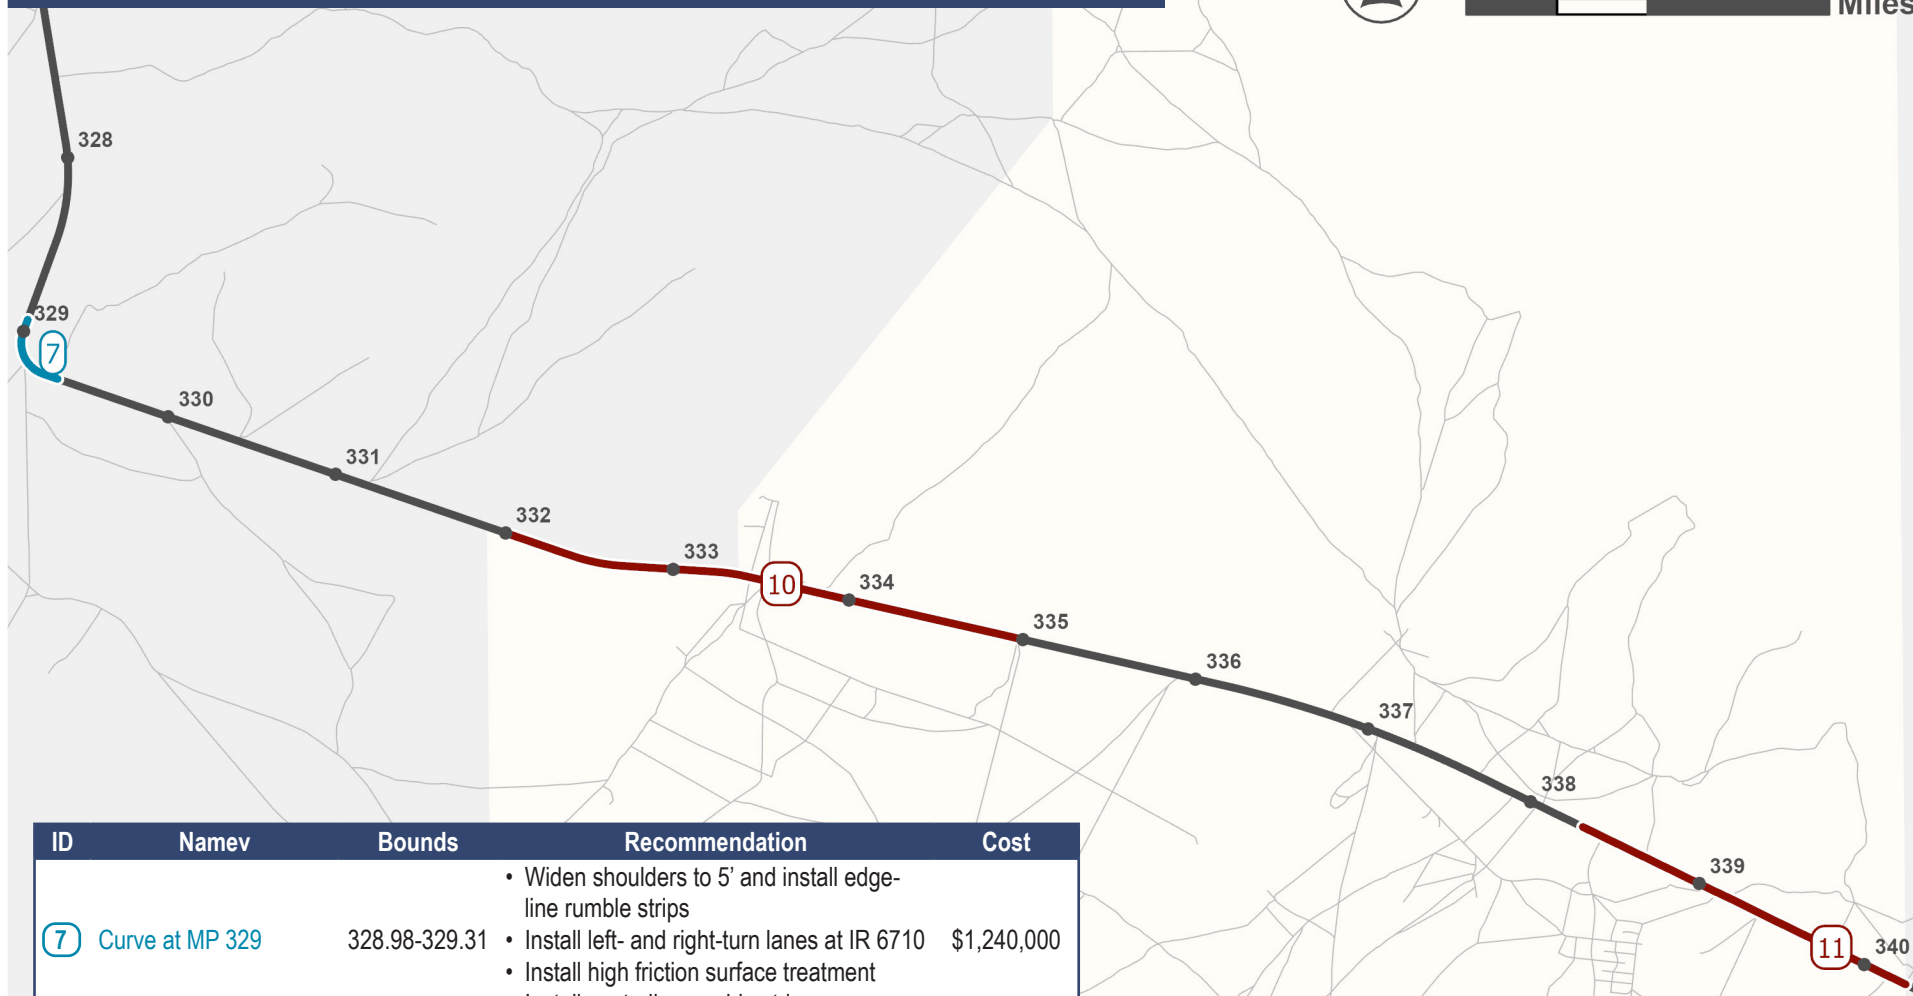 Miles
328
329
7
330
331
332
333
10
334
335
336
337
338
339
11
340
ID Namev Bounds Recommendation Cost
• Widen shoulders to 5’ and install edge-
line rumble strips
7 Curve at MP 329 328.98-329.31 • Install left- and right-turn lanes at IR 6710 $1,240,000
• Install high friction surface treatment